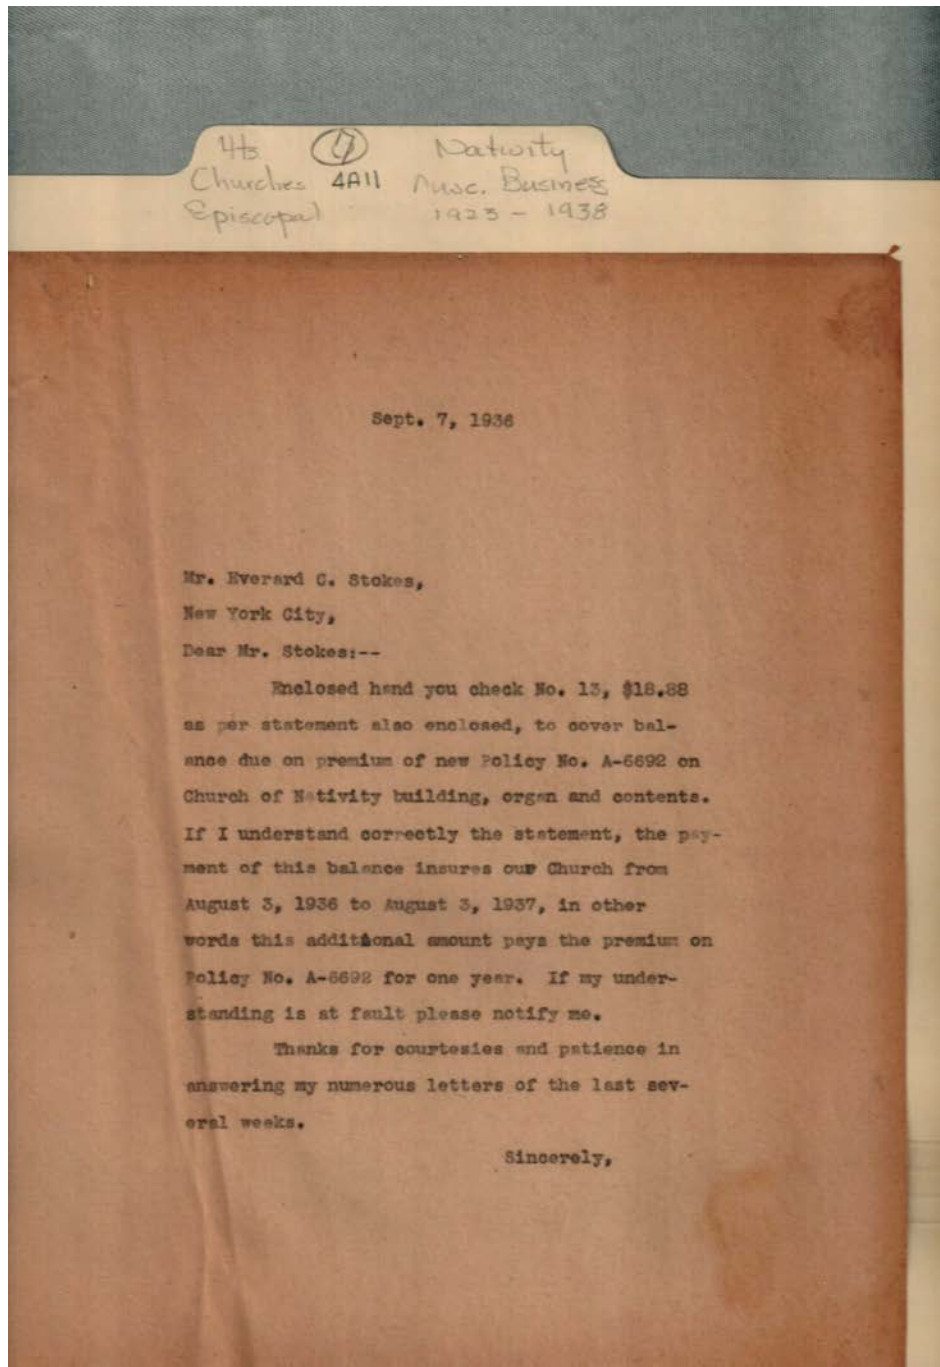 4ts 7 Nativity
Churches 4A11 Misc. Business
Episcopal 1923 - 1938
Sept. 7, 1936
Mr. Everard C. Stokes,
New York City,
Dear Mr. Stokes:--
Enclosed hand you check No. 13, $18.88
as per statement also enclosed, to cover bal-
ance due on premium of new Policy No. A-6692 on
Church of Nativity building, organ and contents.
If I understand correctly the statement, the pay-
ment of this balance insures our Church from
August 3, 1936 to August 3, 1937, in other
words this additional amount pays the premium on
Policy No. A-6692 for one year. If my under-
standing is at fault please notify me.
Thanks for courtesies and patience in
answering my numerous letters of the last sev-
eral weeks.
Sincerely,